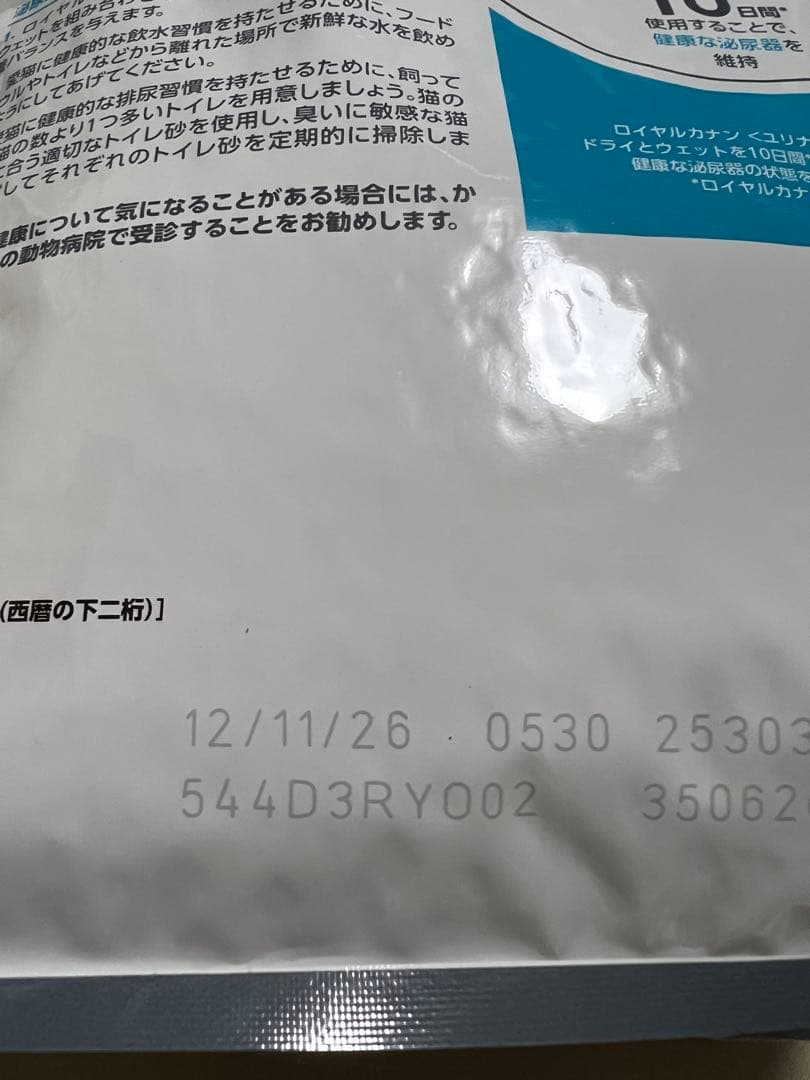 ウェットを組み合わ
養バランスを与えます。
愛猫に健康的な飲水習慣を持たせるために、フード
ウルやトイレなどから離れた場所で新鮮な水を飲め
ようにしてあげてください。
愛猫に健康的な排尿習慣を持たせるために、飼って
猫の数より1つ多いトイレを用意しましょう。猫の
に合う適切なトイレ砂を使用し、臭いに敏感な猫
してそれぞれのトイレ砂を定期的に掃除しま
健康について気になることがある場合には、か
の動物病院で受診することをお勧めします。
10日間*
使用することで、
健康な泌尿器を
維持
ロイヤルカナン <ユリナ
ドライとウェットを10日間*
健康な泌尿器の状態を
*ロイヤルカナ
(西暦の下二桁)]
12/11/26 0530 25303
544D3RY002 35062